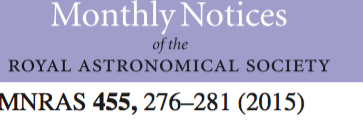 Monthly Notices
of the
ROYAL ASTRONOMICAL SOCIETY
MNRAS 455, 276–281 (2015)